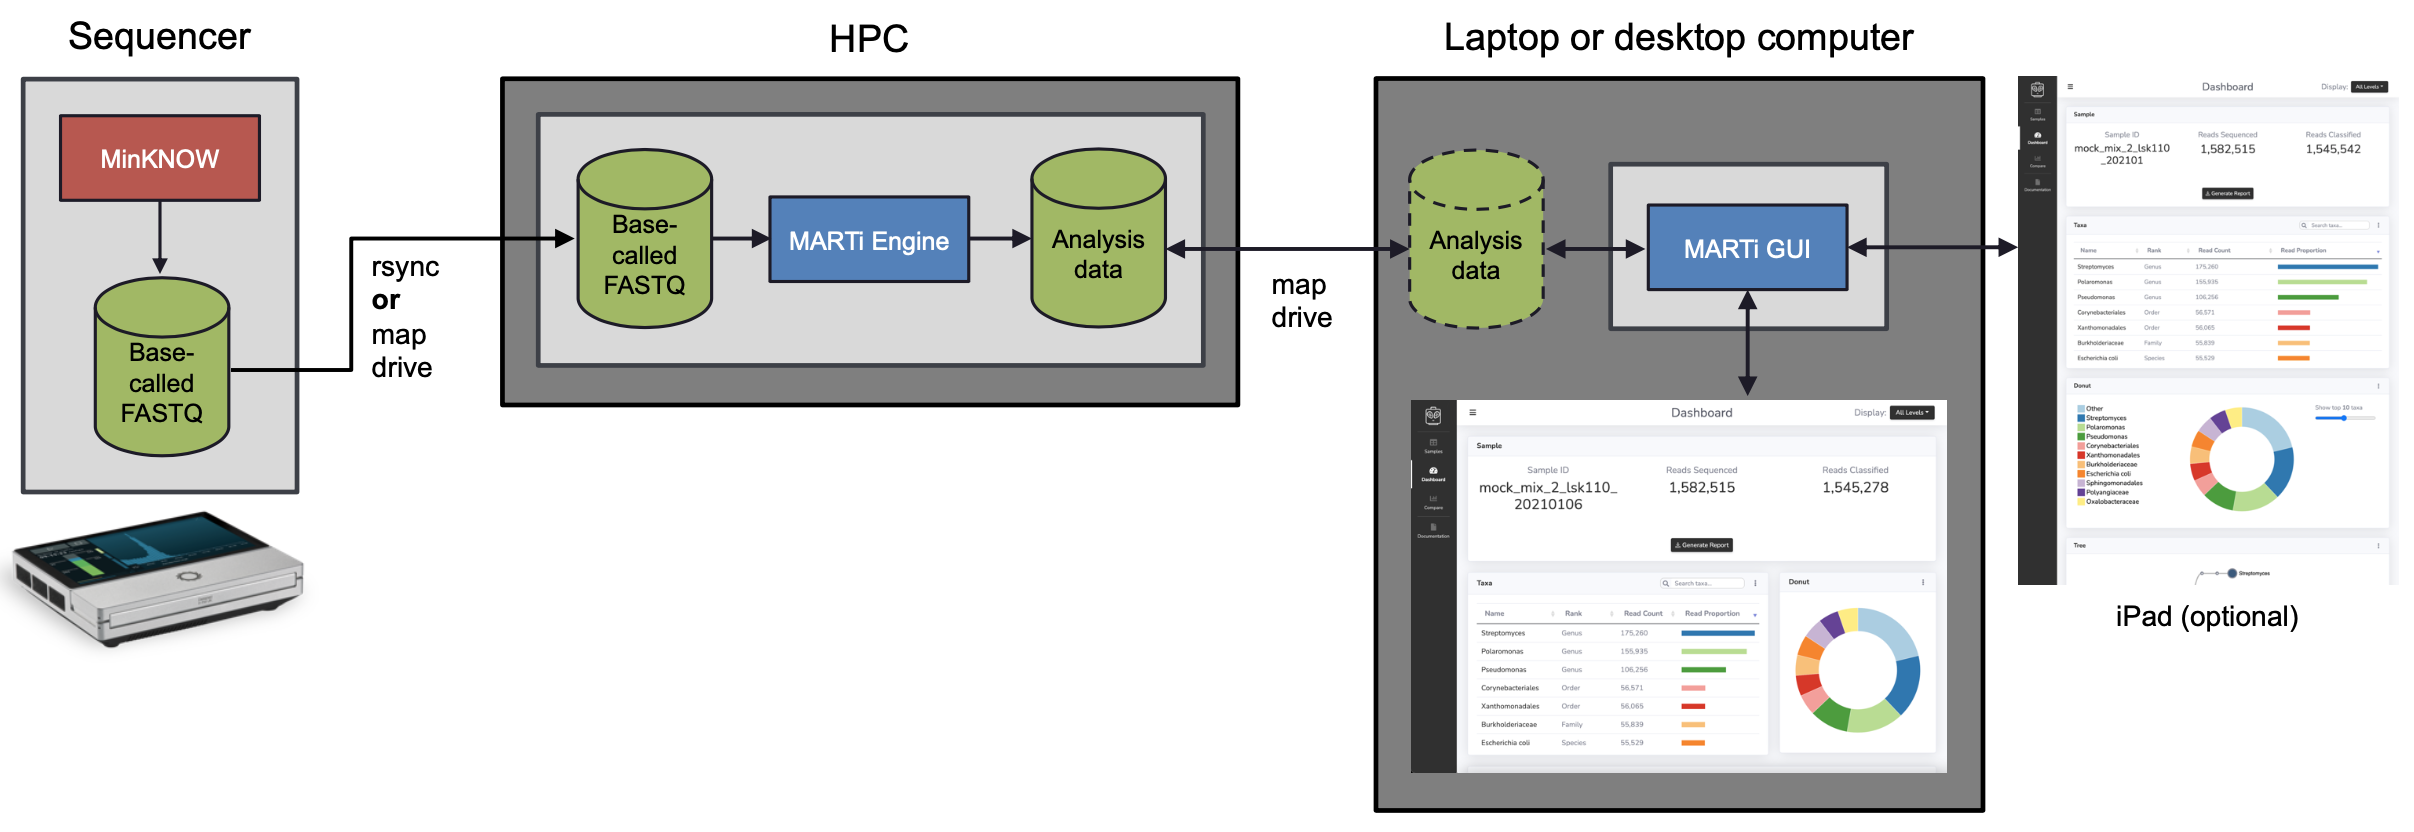 Sequencer
MinKNOW
Base-
called
FASTQ
rsync
or
map
drive
HPC
Base-
called
FASTQ
MARTi Engine
Analysis
data
map
drive
Laptop or desktop computer
Analysis
data
MARTi GUI
Dashboard
Display: All Levels
Samples
Dashboard
Compare
Documentation
Sample
Sample ID Reads Sequenced Reads Classified
mock_mix_2_lsk110_ 1,582,515 1,545,278
20210106
Generate Report
Taxa
Search taxa...
Name Rank Read Count Read Proportion
Streptomyces Genus 175,260
Polaromonas Genus 155,935
Pseudomonas Genus 106,256
Corynebacteriales Order 56,571
Xanthomonadales Order 56,065
Burkholderiaceae Family 55,839
Escherichia coli Species 55,529
Donut
Dashboard
Display: All Levels
Samples
Dashboard
Compare
Documentation
Sample
Sample ID Reads Sequenced Reads Classified
mock_mix_2_lsk110 1,582,515 1,545,542
_202101
Generate Report
Taxa
Search taxa...
Name Rank Read Count Read Proportion
Streptomyces Genus 175,260
Polaromonas Genus 155,935
Pseudomonas Genus 106,256
Corynebacteriales Order 56,571
Xanthomonadales Order 56,065
Burkholderiaceae Family 55,839
Escherichia coli Species 55,529
Donut
Other
Streptomyces
Polaromonas
Pseudomonas
Corynebacteriales
Xanthomonadales
Burkholderiaceae
Escherichia coli
Sphingomonadales
Polyangiaceae
Oxalobacteraceae
Show top 10 taxa
Tree
Streptomyces
iPad (optional)